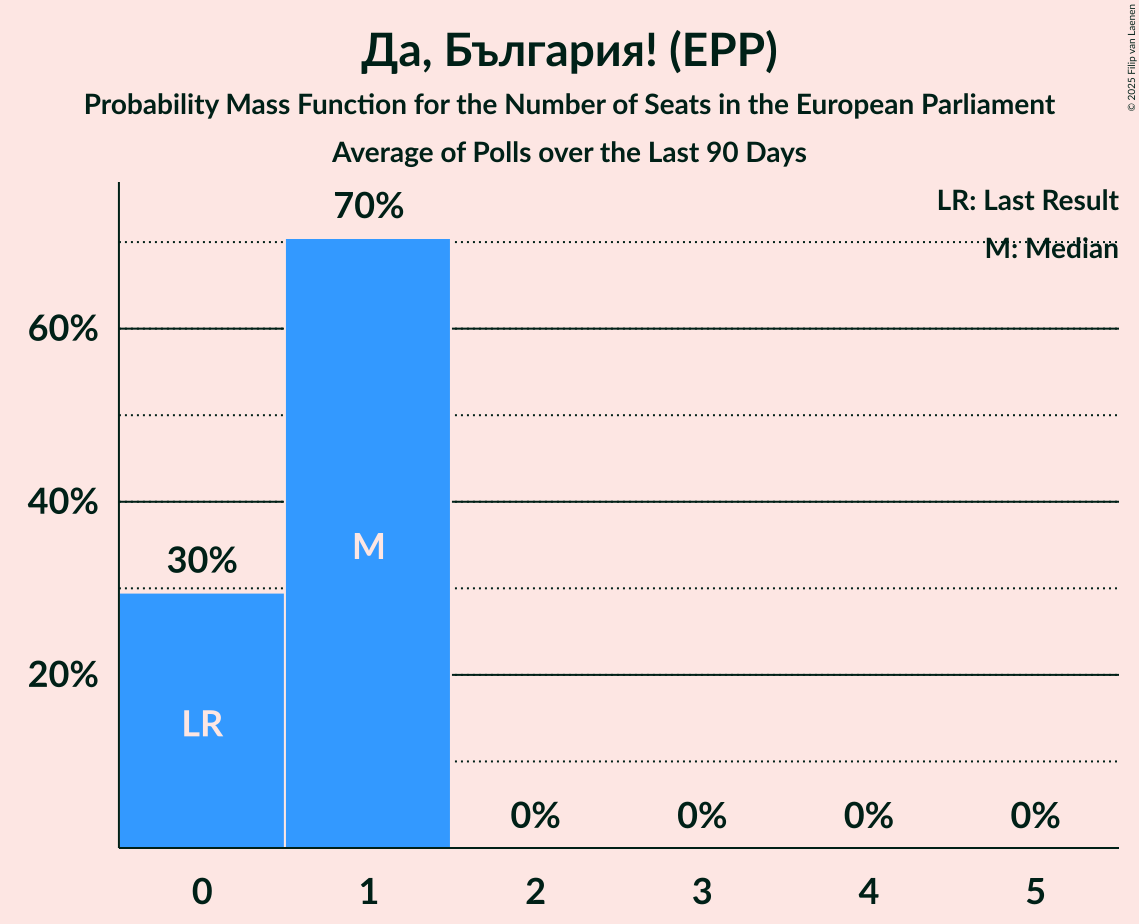 Да, България! (EPP)
Probability Mass Function for the Number of Seats in the European Parliament
Average of Polls over the Last 90 Days
© 2025 Filip van Laenen
LR: Last Result
M: Median
70%
60%
40%
30%
20%
M
LR
0%
0%
0%
0%
0
1
2
3
4
5